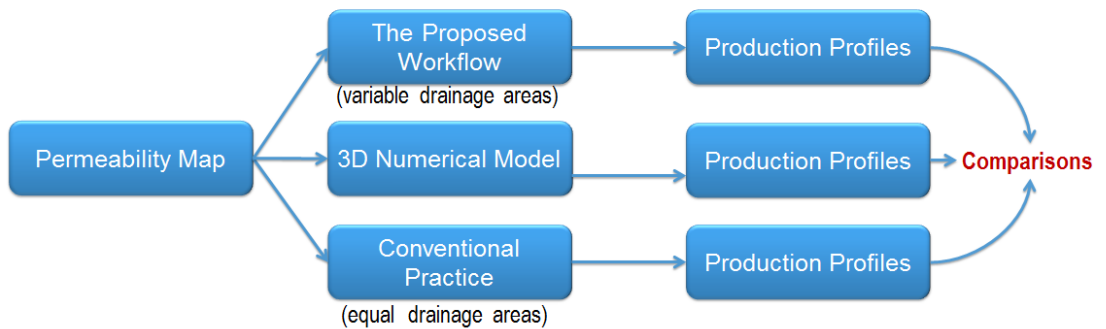 The Proposed
Workflow
(variable drainage areas)
Production Profiles
Permeability Map
3D Numerical Model
Production Profiles
Comparisons
Conventional
Practice
(equal drainage areas)
Production Profiles